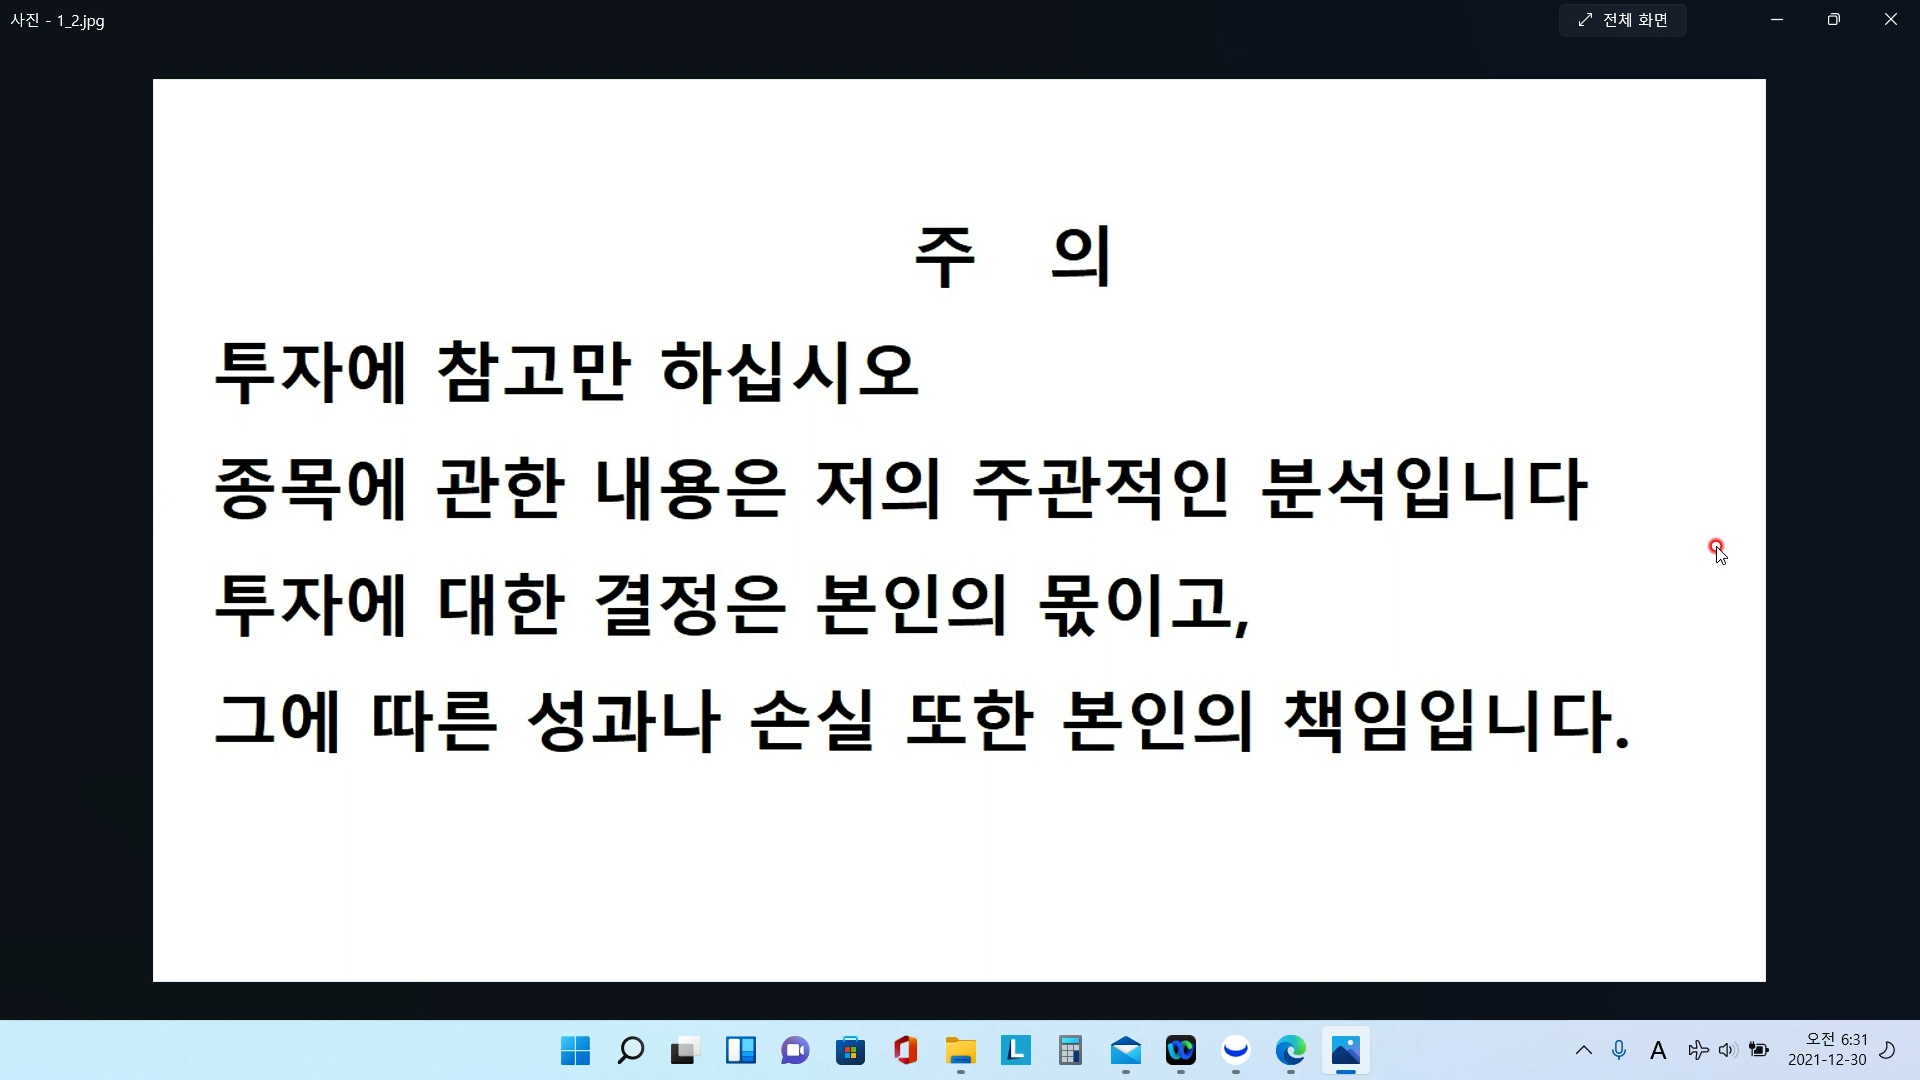 사진 - 1_2.jpg
전체 화면
주 의
투자에 참고만 하십시오
종목에 관한 내용은 저의 주관적인 분석입니다
투자에 대한 결정은 본인의 몫이고,
그에 따른 성과나 손실 또한 본인의 책임입니다.
L
A
오전 6:31
2021-12-30